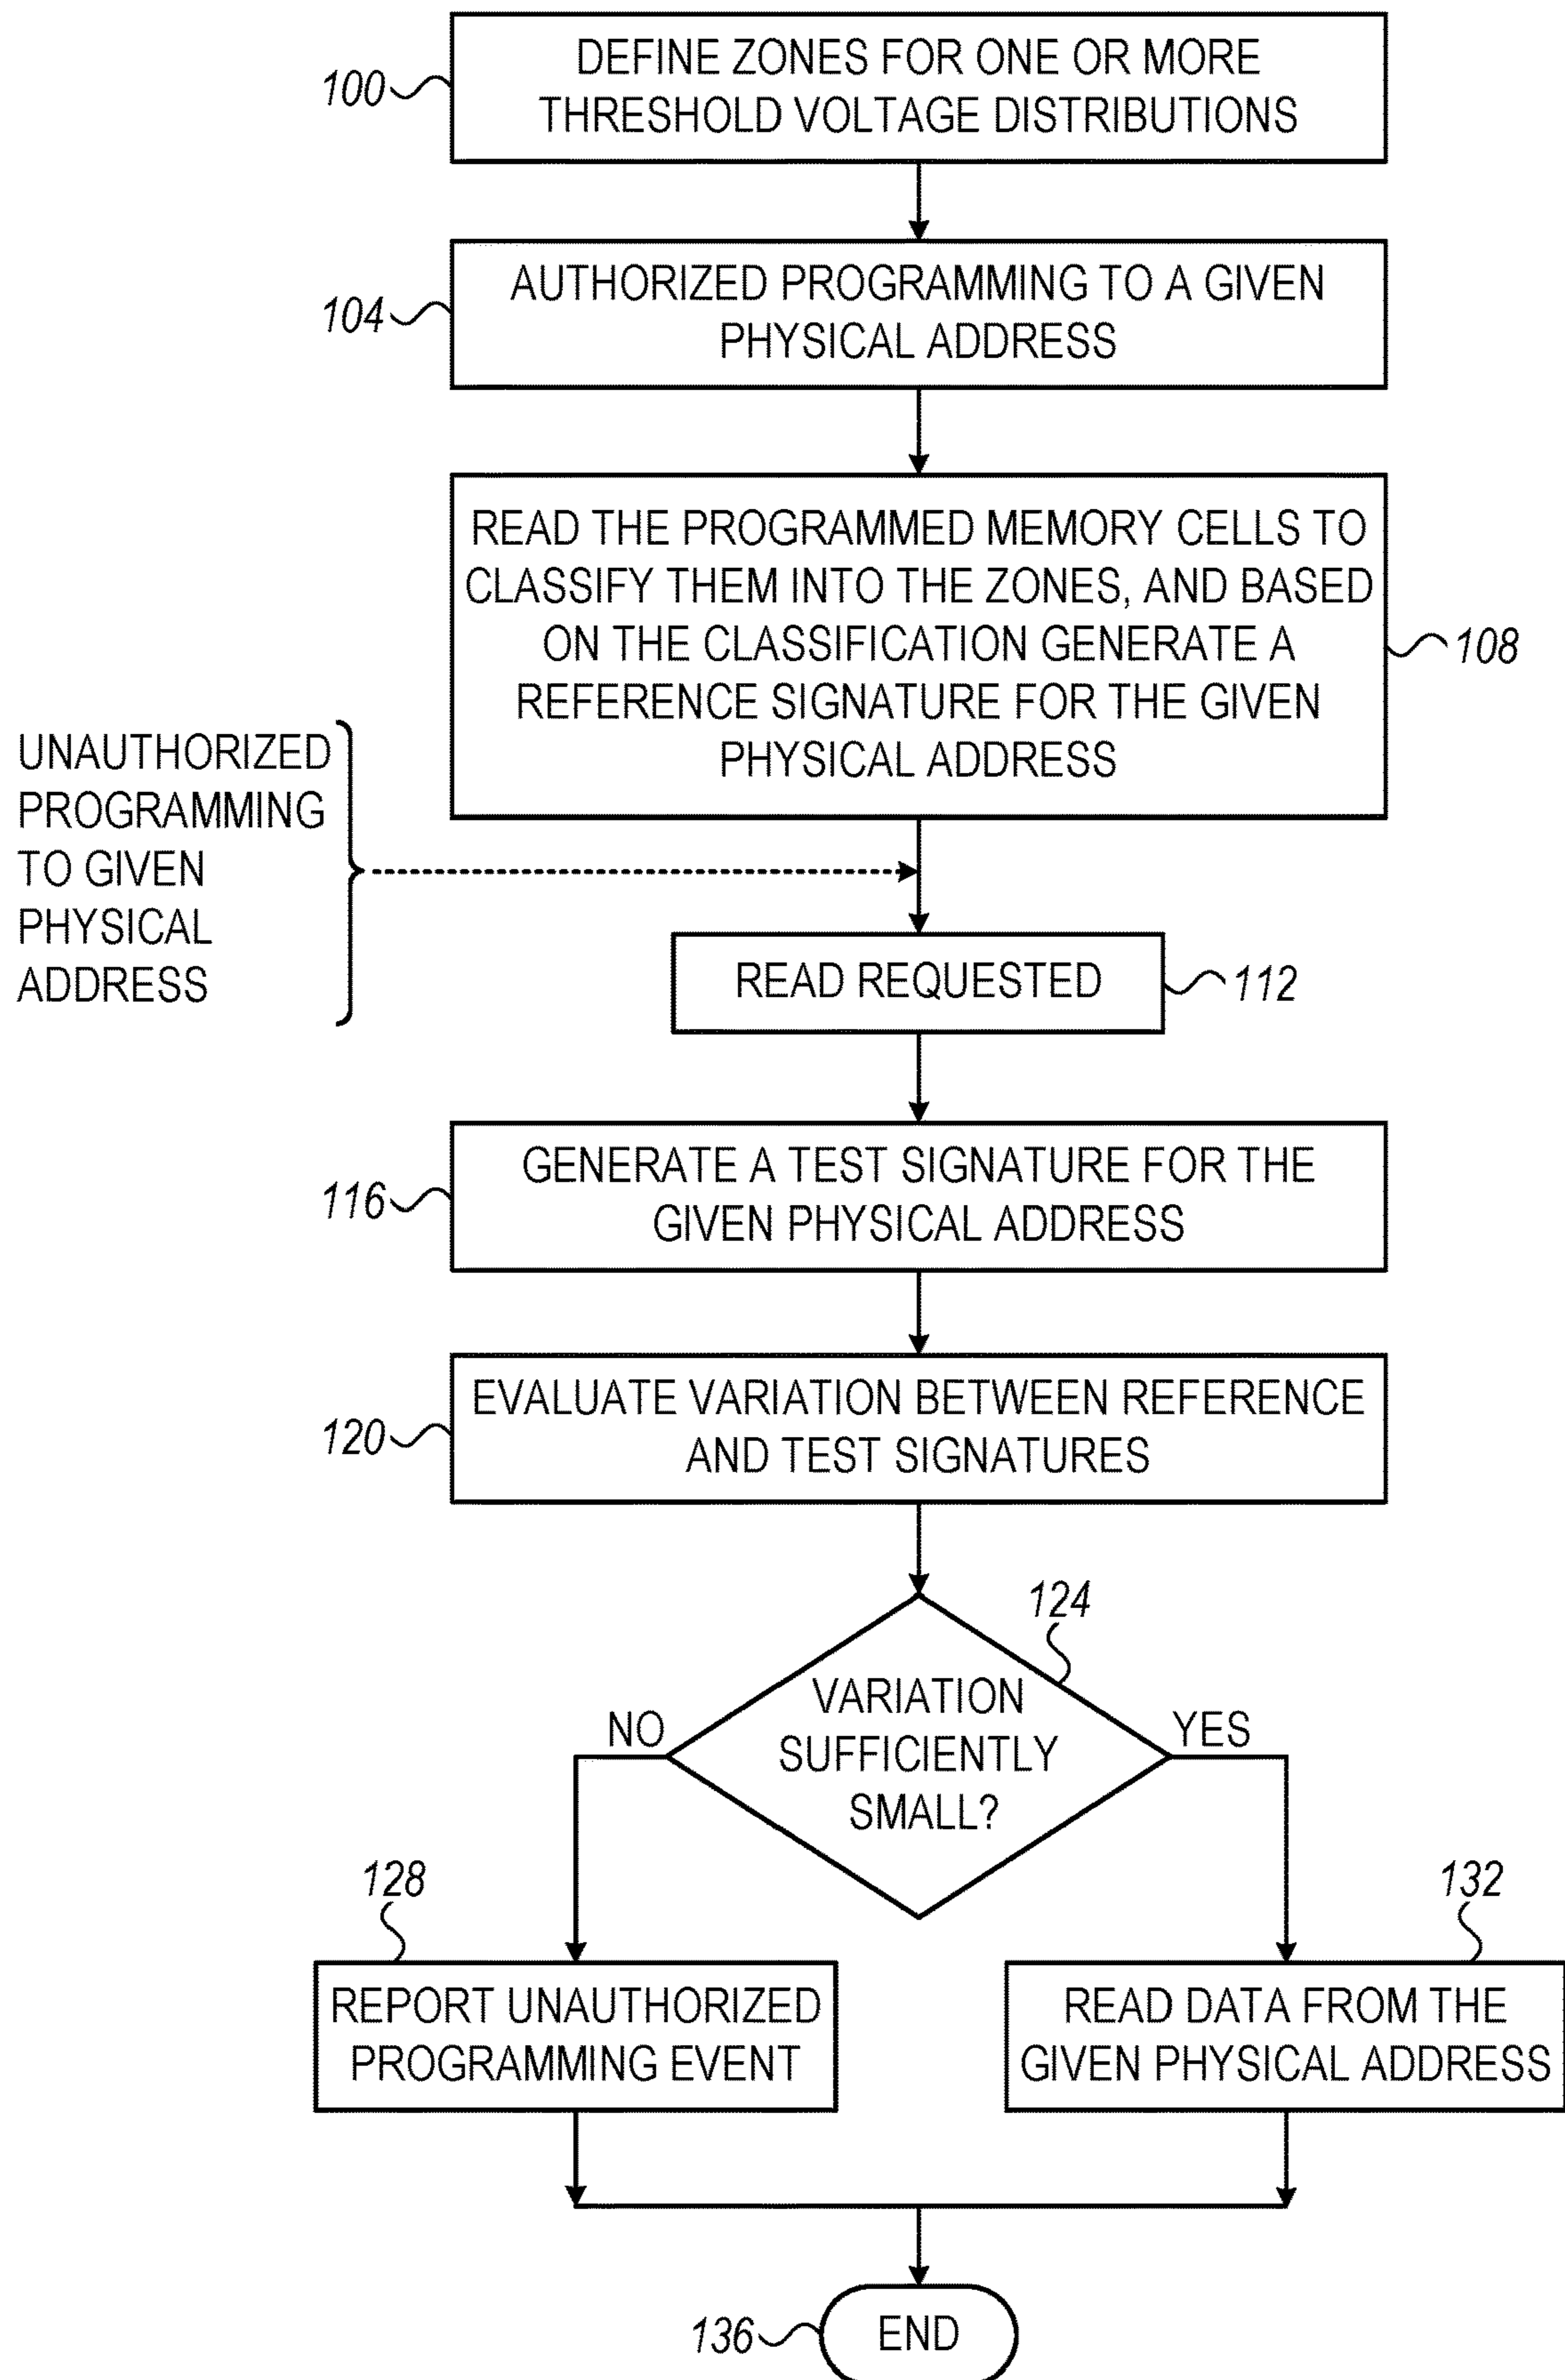 100
DEFINE ZONES FOR ONE OR MORE
THRESHOLD VOLTAGE DISTRIBUTIONS
104
AUTHORIZED PROGRAMMING TO A GIVEN
PHYSICAL ADDRESS
READ THE PROGRAMMED MEMORY CELLS TO
CLASSIFY THEM INTO THE ZONES, AND BASED
ON THE CLASSIFICATION GENERATE A
REFERENCE SIGNATURE FOR THE GIVEN
PHYSICAL ADDRESS
108
UNAUTHORIZED
PROGRAMMING
TO GIVEN
PHYSICAL
ADDRESS
READ REQUESTED
112
116
GENERATE A TEST SIGNATURE FOR THE
GIVEN PHYSICAL ADDRESS
120
EVALUATE VARIATION BETWEEN REFERENCE
AND TEST SIGNATURES
124
VARIATION
SUFFICIENTLY
SMALL?
NO
YES
128
REPORT UNAUTHORIZED
PROGRAMMING EVENT
132
READ DATA FROM THE
GIVEN PHYSICAL ADDRESS
136
END